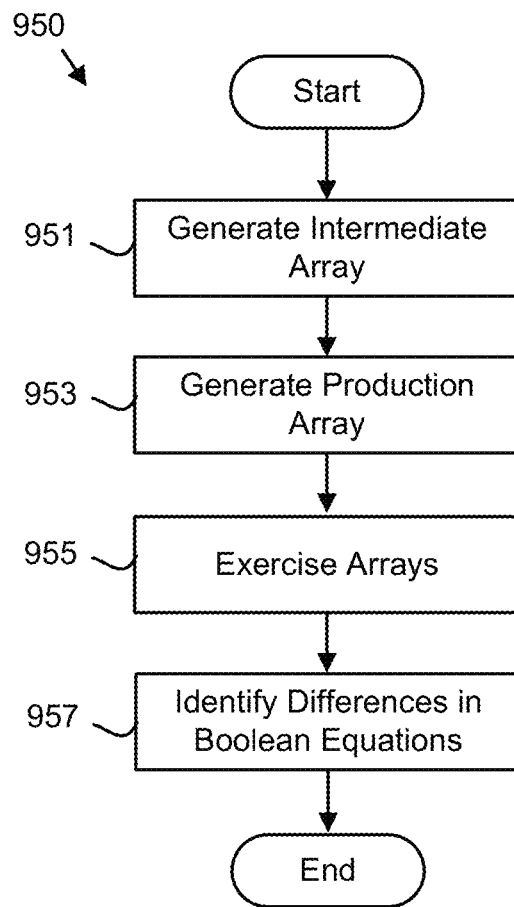 950
Start
951
Generate Intermediate
Array
953
Generate Production
Array
955
Exercise Arrays
957
Identify Differences in
Boolean Equations
End